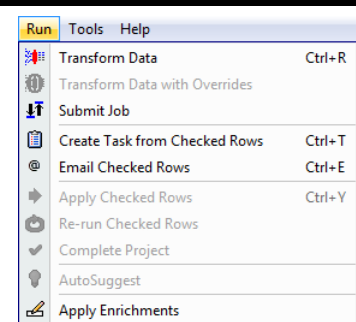 Run Tools Help
Transform Data Ctrl+R
Transform Data with Overrides
Submit Job
Create Task from Checked Rows Ctrl+T
@ Email Checked Rows Ctrl+E
Apply Checked Rows Ctrl+Y
Re-run Checked Rows
Complete Project
AutoSuggest
Apply Enrichments